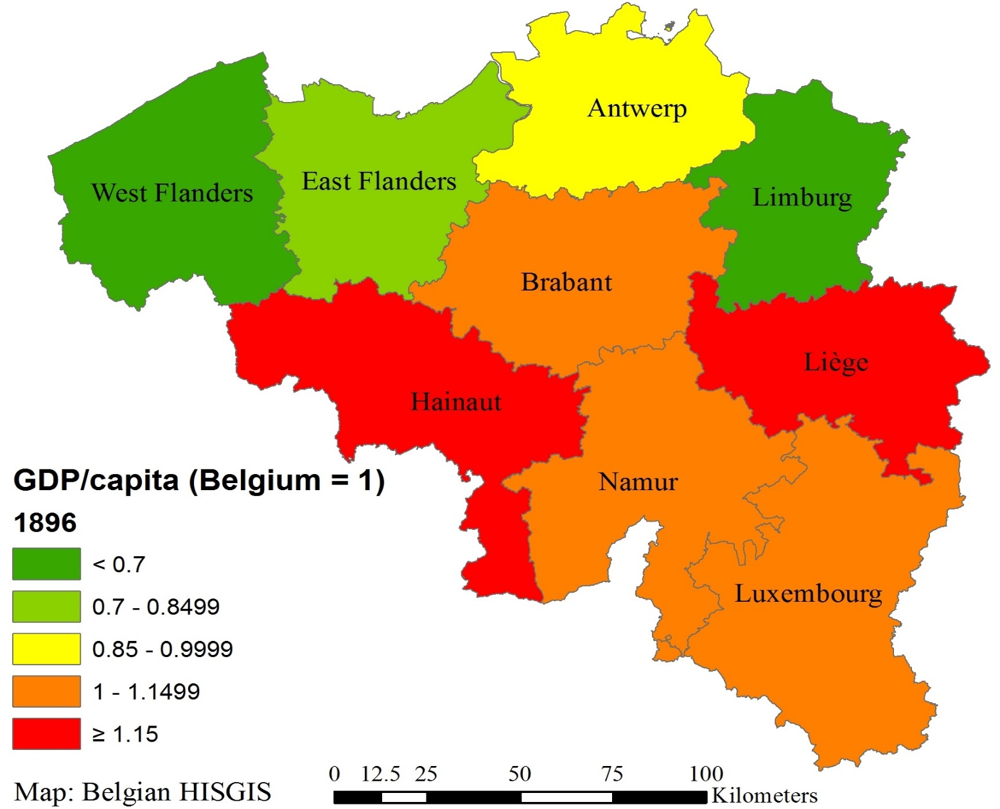 Antwerp
West Flanders
East Flanders
Limburg
Brabant
Liège
Hainaut
Namur
Luxembourg
GDP/capita (Belgium = 1)
1896
< 0.7
0.7 - 0.8499
0.85 - 0.9999
1 - 1.1499
≥ 1.15
Map: Belgian HISGIS
0 12.5 25 50 75 100
Kilometers